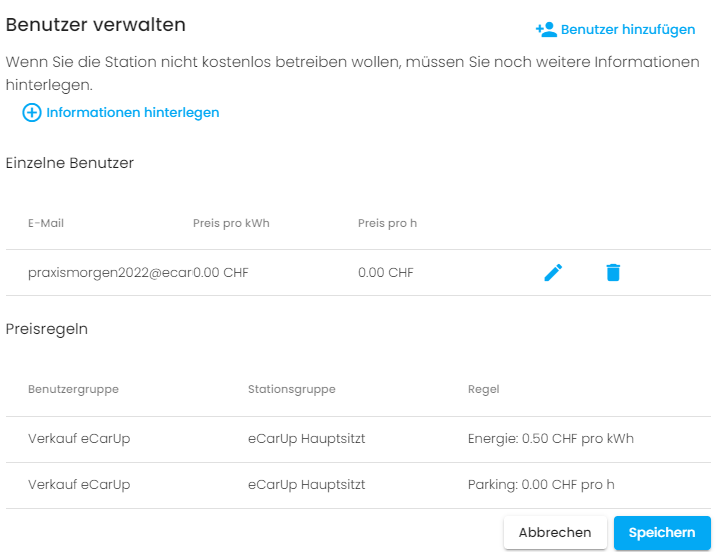 Benutzer verwalten
Benutzer hinzufügen
Wenn Sie die Station nicht kostenlos betreiben wollen, müssen Sie noch weitere Informationen
hinterlegen.
Informationen hinterlegen
Einzelne Benutzer
E-Mail Preis pro kWh Preis pro h
praxismorgen2022@ecar 0.00 CHF 0.00 CHF
Preisregeln
Benutzergruppe Stationsgruppe Regel
Verkauf eCarUp eCarUp Hauptsitzt Energie: 0.50 CHF pro kWh
Verkauf eCarUp eCarUp Hauptsitzt Parking: 0.00 CHF pro h
Abbrechen Speichern